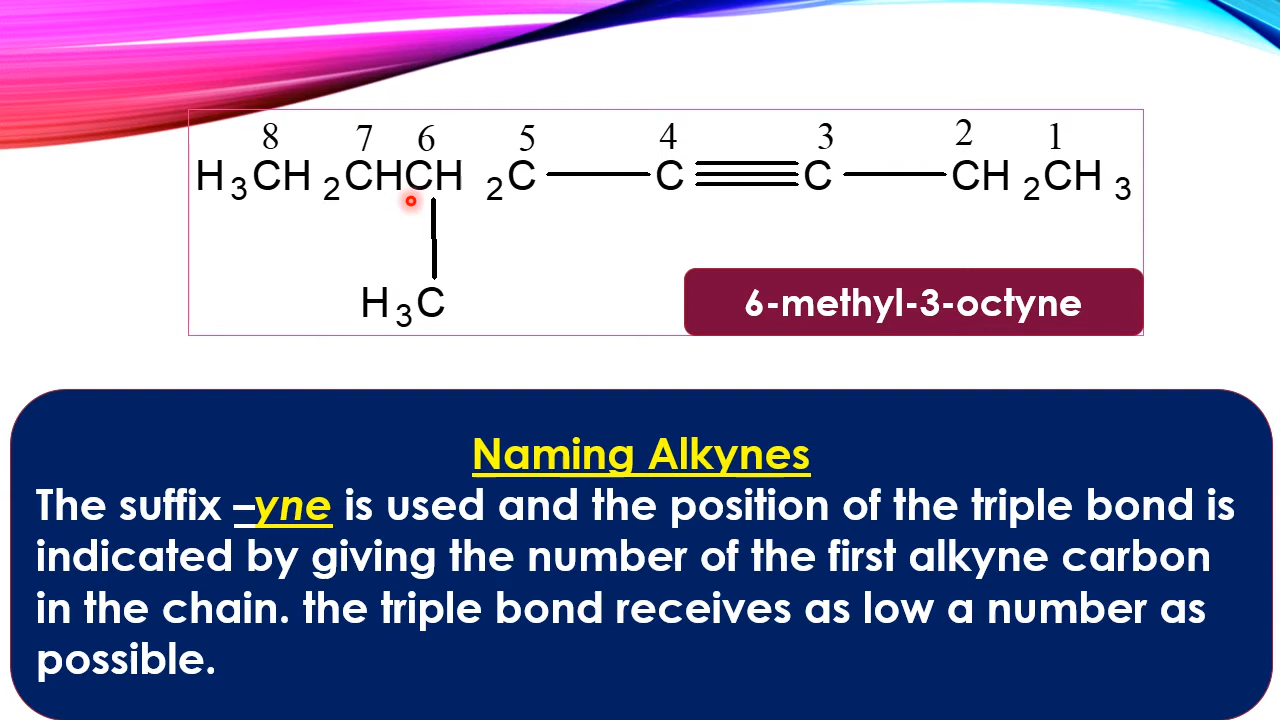 8 7 6 5 4 3 2 1
H3CH2CHCH 2C C C CH2CH3
H3C
6-methyl-3-octyne
Naming Alkynes
The suffix –yne is used and the position of the triple bond is
indicated by giving the number of the first alkyne carbon
in the chain. the triple bond receives as low a number as
possible.